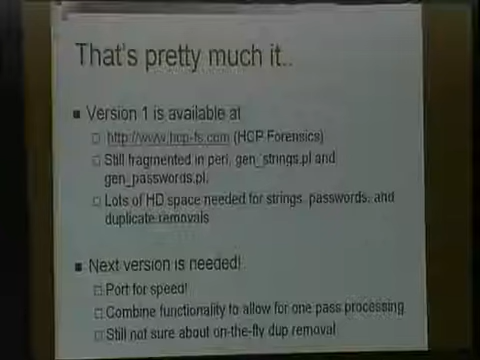 That's pretty much it..
Version 1 is available at
http://www.hcp-fs.com (HCP Forensics)
Still fragmented in perl, gen_strings.pl and
gen_passwords.pl,
Lots of HD space needed for strings, passwords, and
duplicate removals
Next version is needed!
Port for speed!
Combine functionality to allow for one pass processing
Still not sure about on-the-fly dup removal